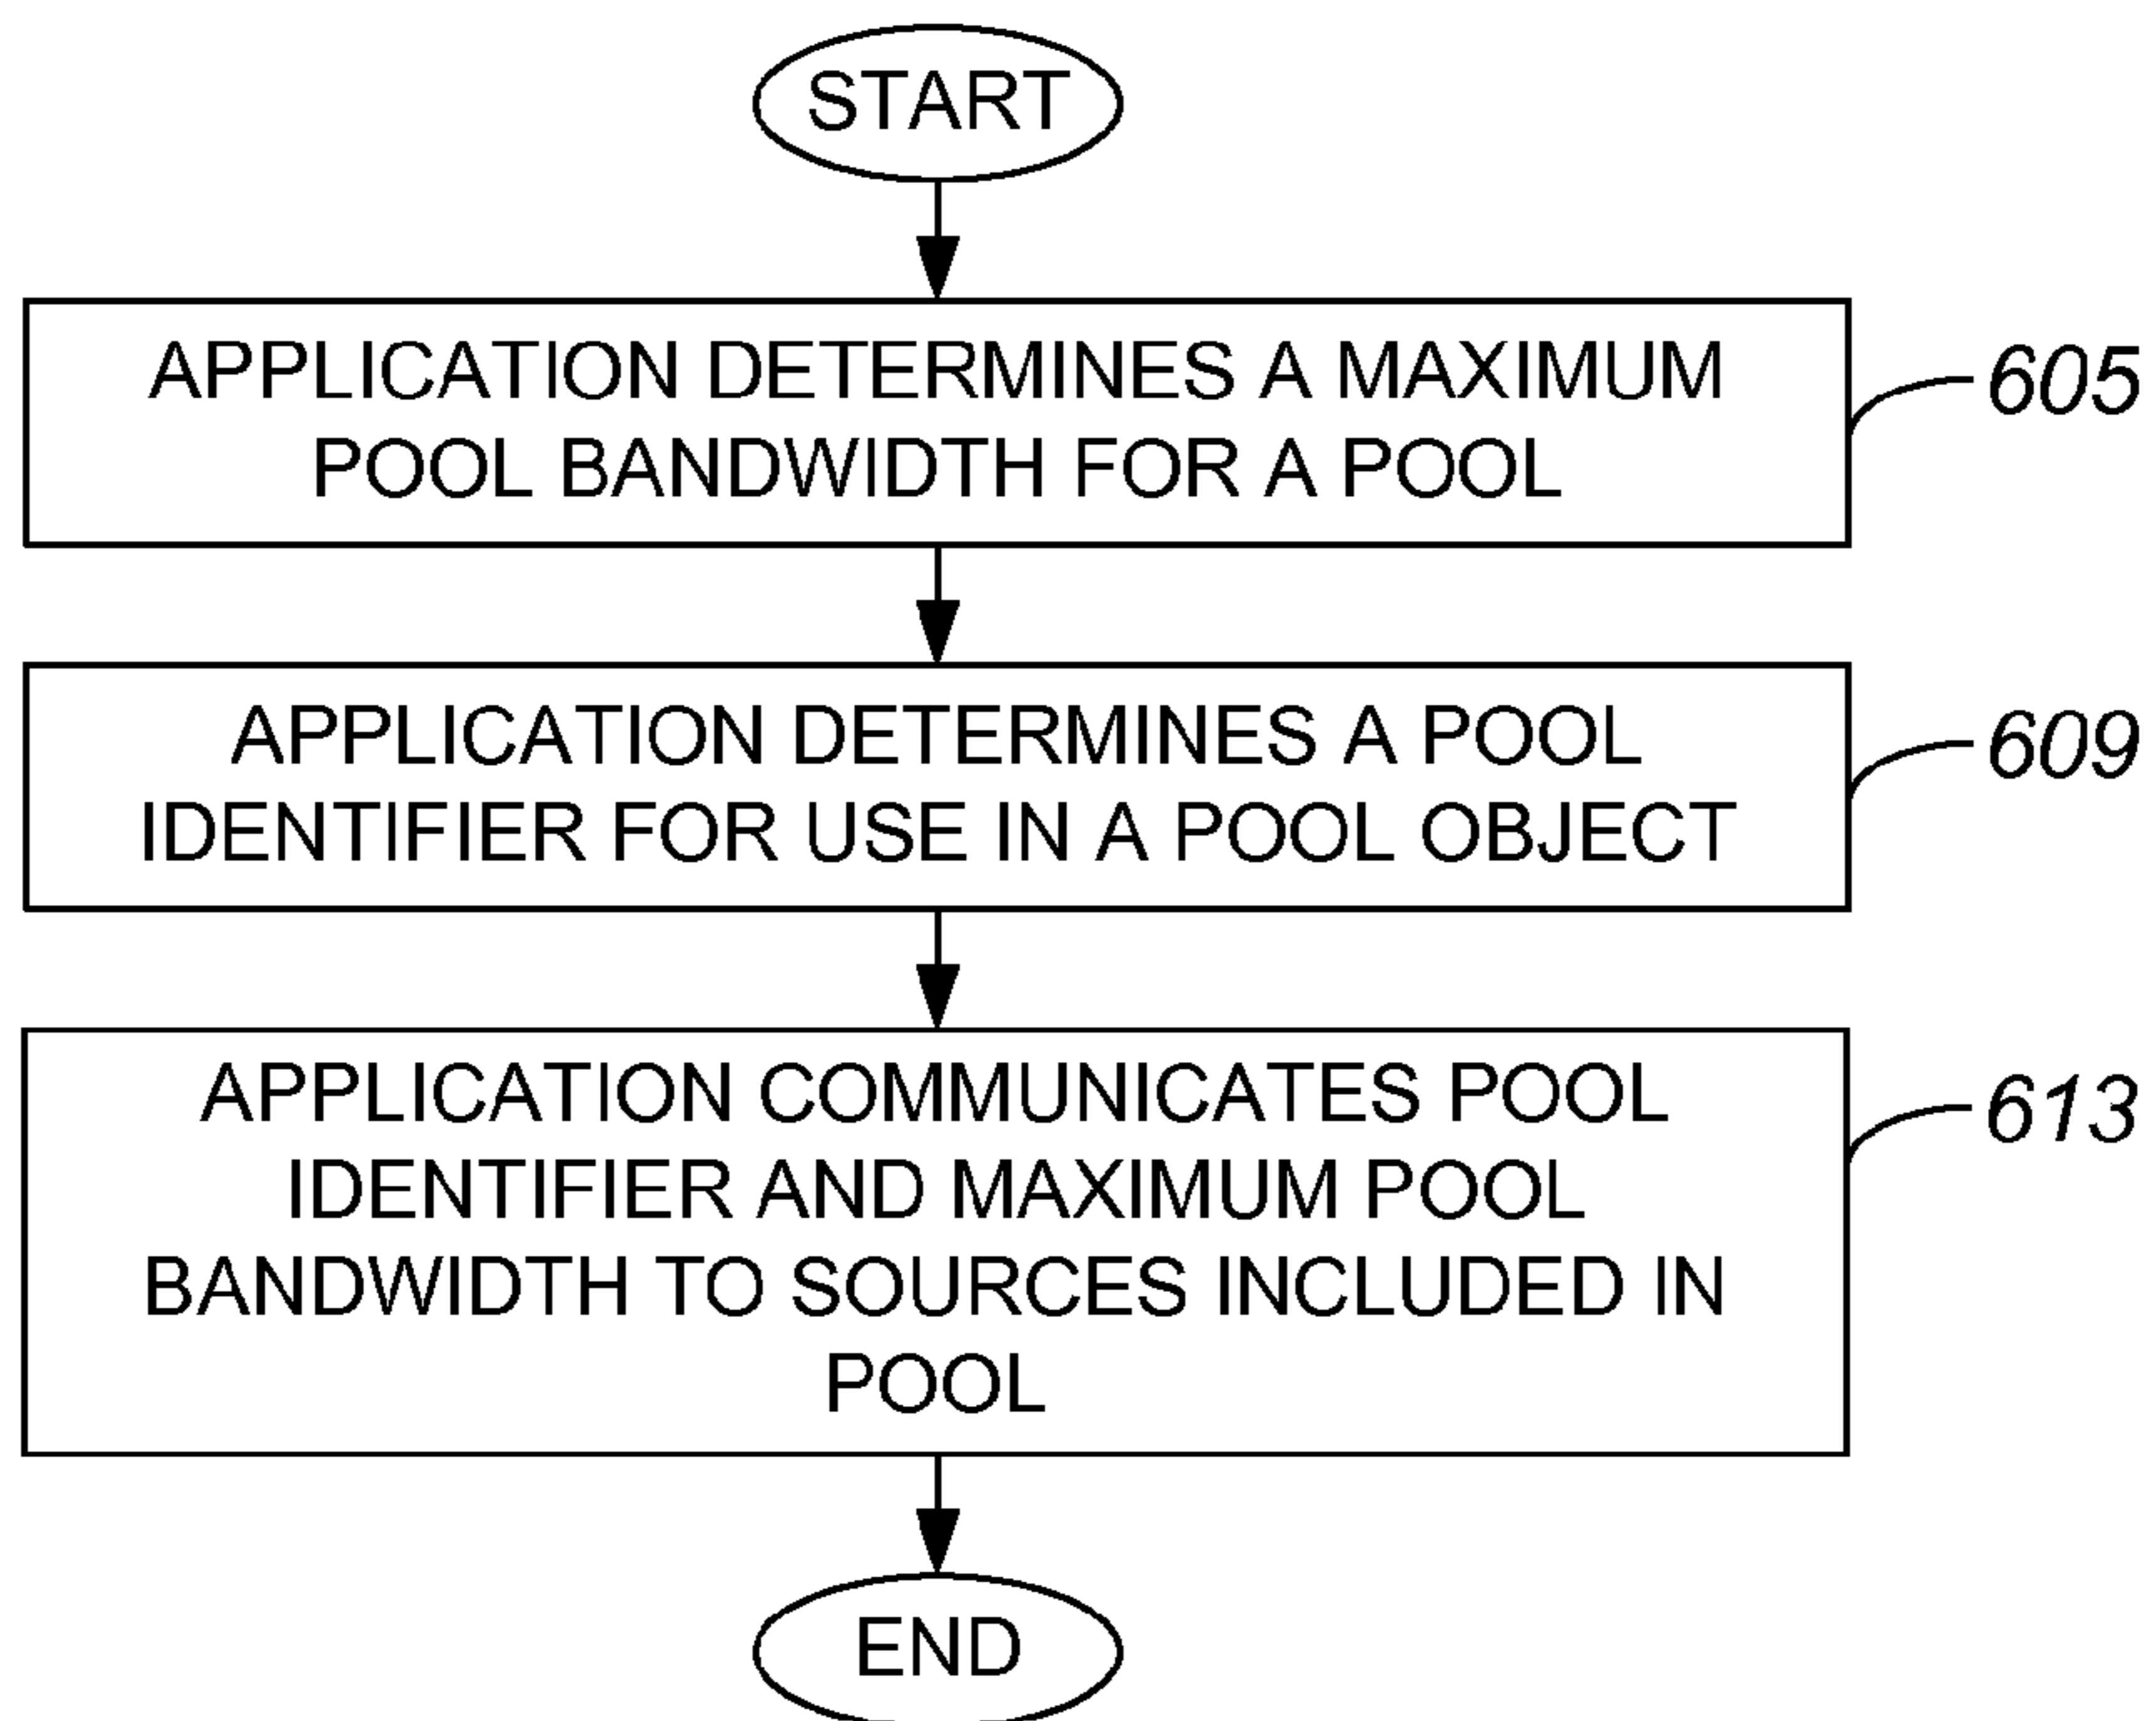 START
APPLICATION DETERMINES A MAXIMUM
POOL BANDWIDTH FOR A POOL
605
APPLICATION DETERMINES A POOL
IDENTIFIER FOR USE IN A POOL OBJECT
609
APPLICATION COMMUNICATES POOL
IDENTIFIER AND MAXIMUM POOL
BANDWIDTH TO SOURCES INCLUDED IN
POOL
613
END